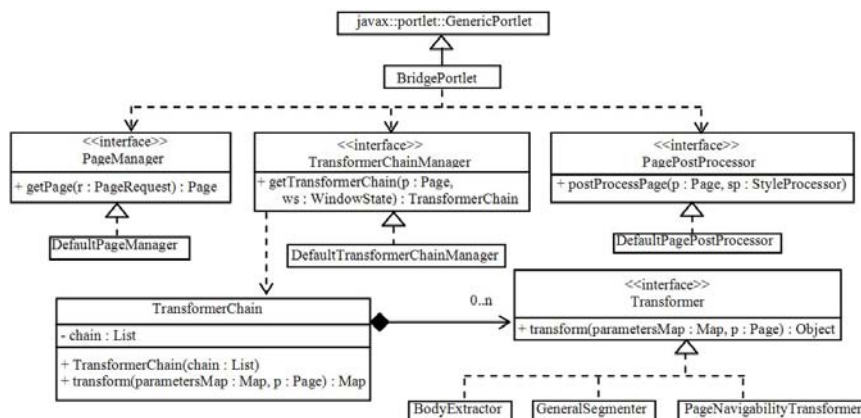 javax::portlet::GenericPortlet
BridgePortlet
<<interface>>
PageManager
+ getPage(r : PageRequest) : Page
DefaultPageManager
<<interface>>
TransformerChainManager
+ getTransformerChain(p : Page,
ws : WindowState) : TransformerChain
DefaultTransformerChainManager
<<interface>>
PagePostProcessor
+ postProcessPage(p : Page, sp : StyleProcessor)
DefaultPagePostProcessor
TransformerChain
- chain : List
+ TransformerChain(chain : List)
+ transform(parametersMap : Map, p : Page) : Map
0..n
<<interface>>
Transformer
+ transform(parametersMap : Map, p : Page) : Object
BodyExtractor
GeneralSegmenter
PageNavigabilityTransformer